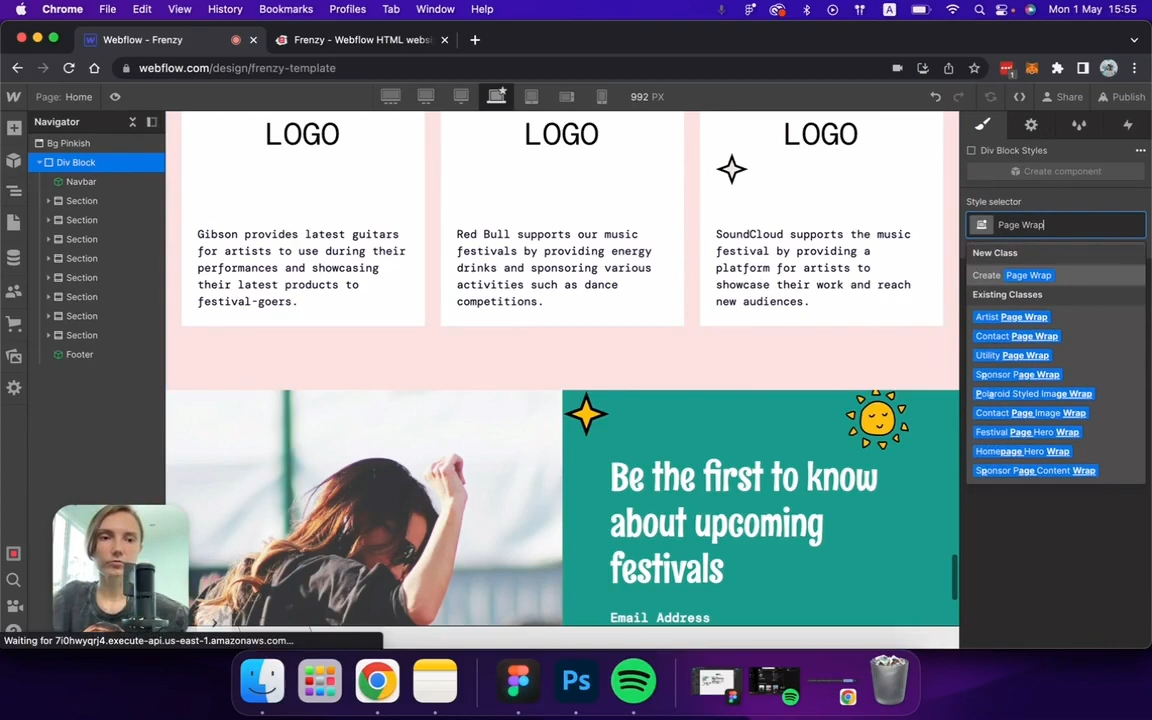 Chrome File Edit View History Bookmarks Profiles Tab Window Help
A
Mon 1 May 15:55
Webflow - Frenzy
Frenzy - Webflow HTML websi
webflow.com/design/frenzy-template
1
Page: Home
992 PX
Share
Publish
Navigator
Bg Pinkish
Div Block
Navbar
Section
Section
Section
Section
Section
Section
Section
Section
Footer
LOGO
LOGO
LOGO
Gibson provides latest guitars
for artists to use during their
performances and showcasing
their latest products to
festival-goers.
Red Bull supports our music
festivals by providing energy
drinks and sponsoring various
activities such as dance
competitions.
SoundCloud supports the music
festival by providing a
platform for artists to
showcase their work and reach
new audiences.
Be the first to know
about upcoming
festivals
Email Address
Div Block Styles
Create component
Style selector
Page Wrap
New Class
Create Page Wrap
Existing Classes
Artist Page Wrap
Contact Page Wrap
Utility Page Wrap
Sponsor Page Wrap
Polaroid Styled Image Wrap
Contact Page Image Wrap
Festival Page Hero Wrap
Homepage Hero Wrap
Sponsor Page Content Wrap
Waiting for 7i0hwyqrj4.execute-api.us-east-1.amazonaws.com...
Ps